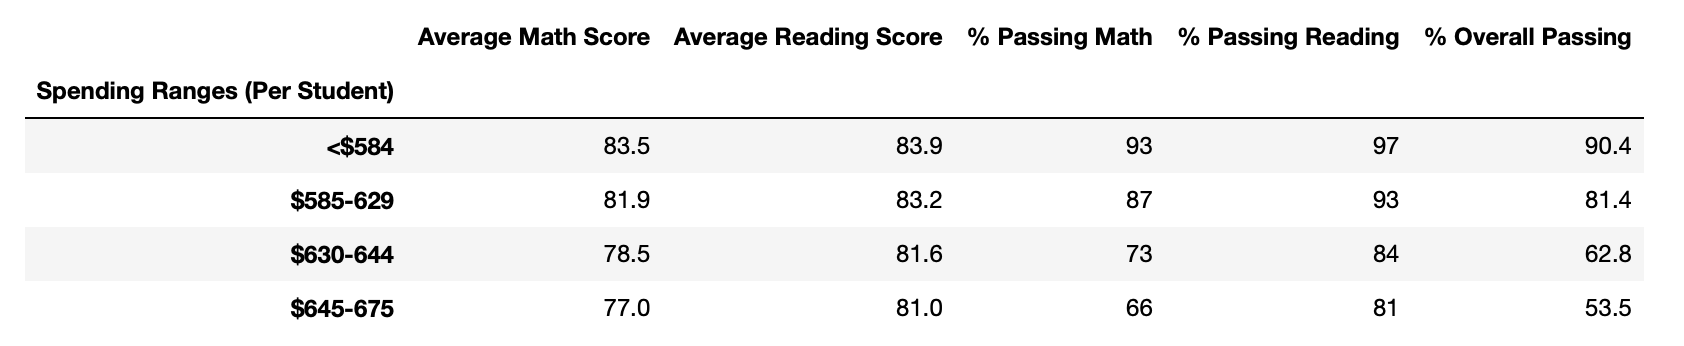 Average Math Score Average Reading Score % Passing Math % Passing Reading % Overall Passing
Spending Ranges (Per Student)
<$584 83.5 83.9 93 97 90.4
$585-629 81.9 83.2 87 93 81.4
$630-644 78.5 81.6 73 84 62.8
$645-675 77.0 81.0 66 81 53.5